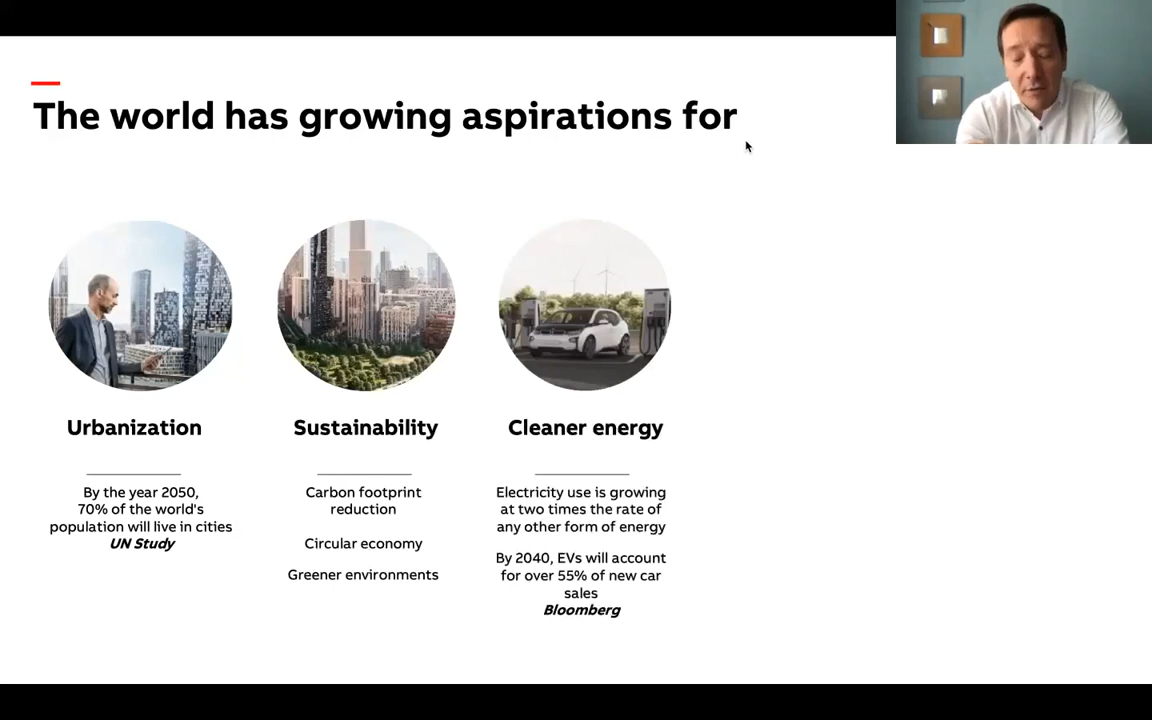 The world has growing aspirations for
Urbanization
By the year 2050,
70% of the world's
population will live in cities
UN Study
Sustainability
Carbon footprint
reduction
Circular economy
Greener environments
Cleaner energy
Electricity use is growing
at two times the rate of
any other form of energy
By 2040, EVs will account
for over 55% of new car
sales
Bloomberg